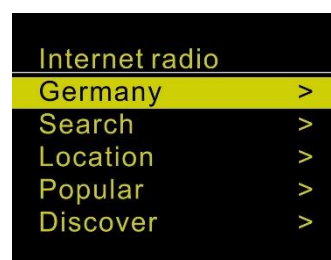 Internet radio
Germany >
Search >
Location >
Popular >
Discover >